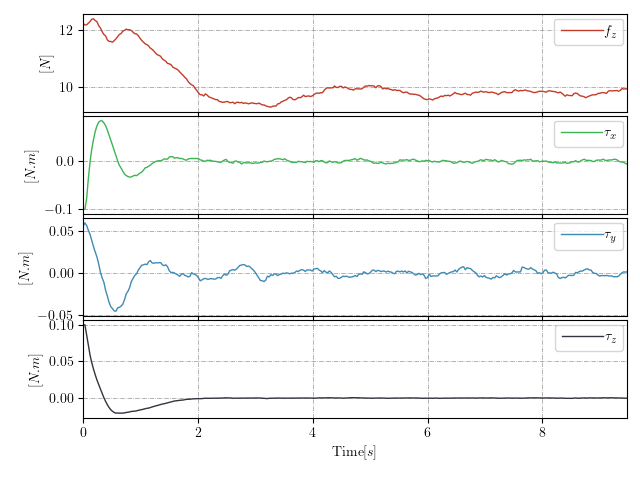 12
10
[N]
f_z
0.0
−0.1
[N.m]
τ_x
0.05
0.00
−0.05
[N.m]
τ_y
0.10
0.05
0.00
[N.m]
τ_z
0 2 4 6 8
Time[s]